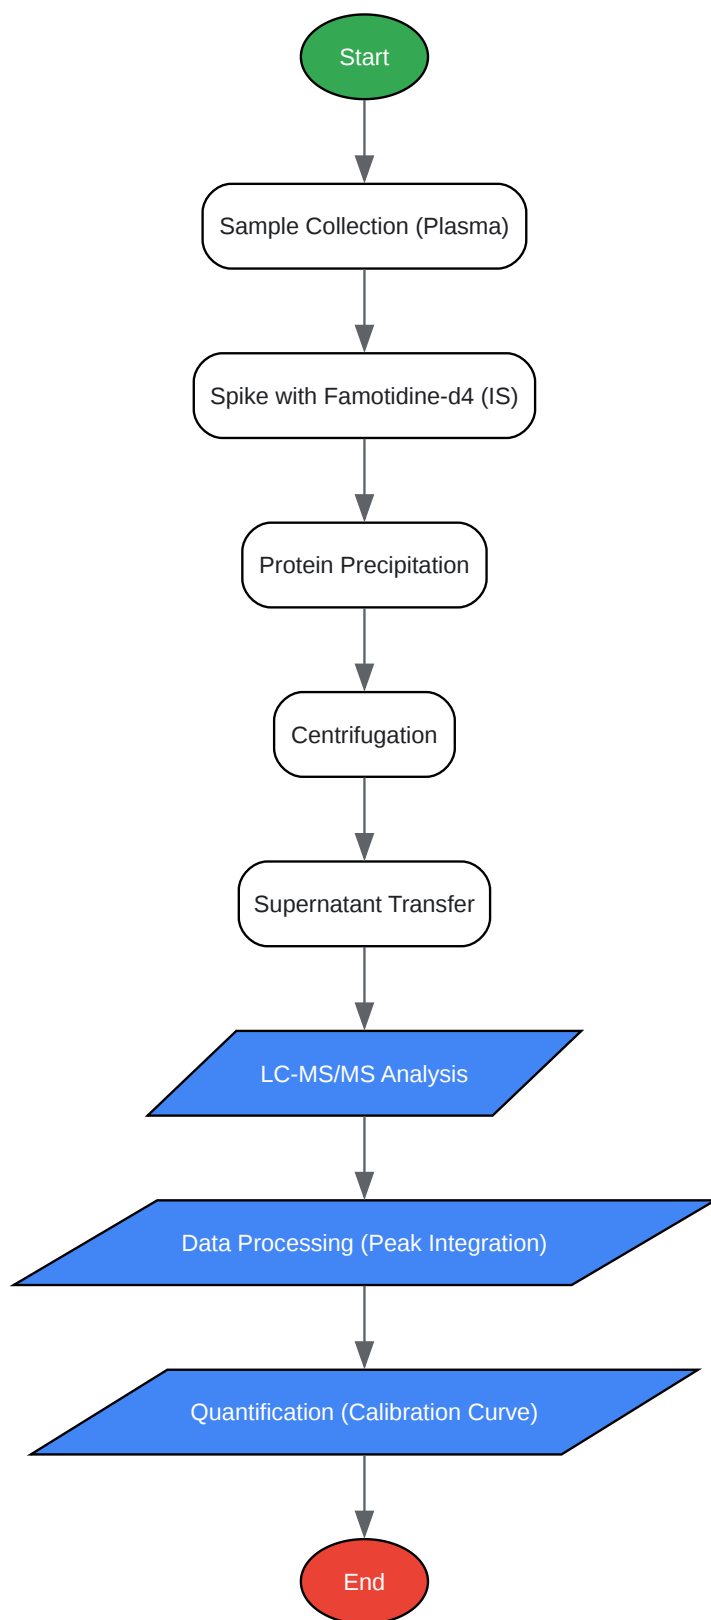 Start
Sample Collection (Plasma)
Spike with Famotidine-d4 (IS)
Protein Precipitation
Centrifugation
Supernatant Transfer
LC-MS/MS Analysis
Data Processing (Peak Integration)
Quantification (Calibration Curve)
End